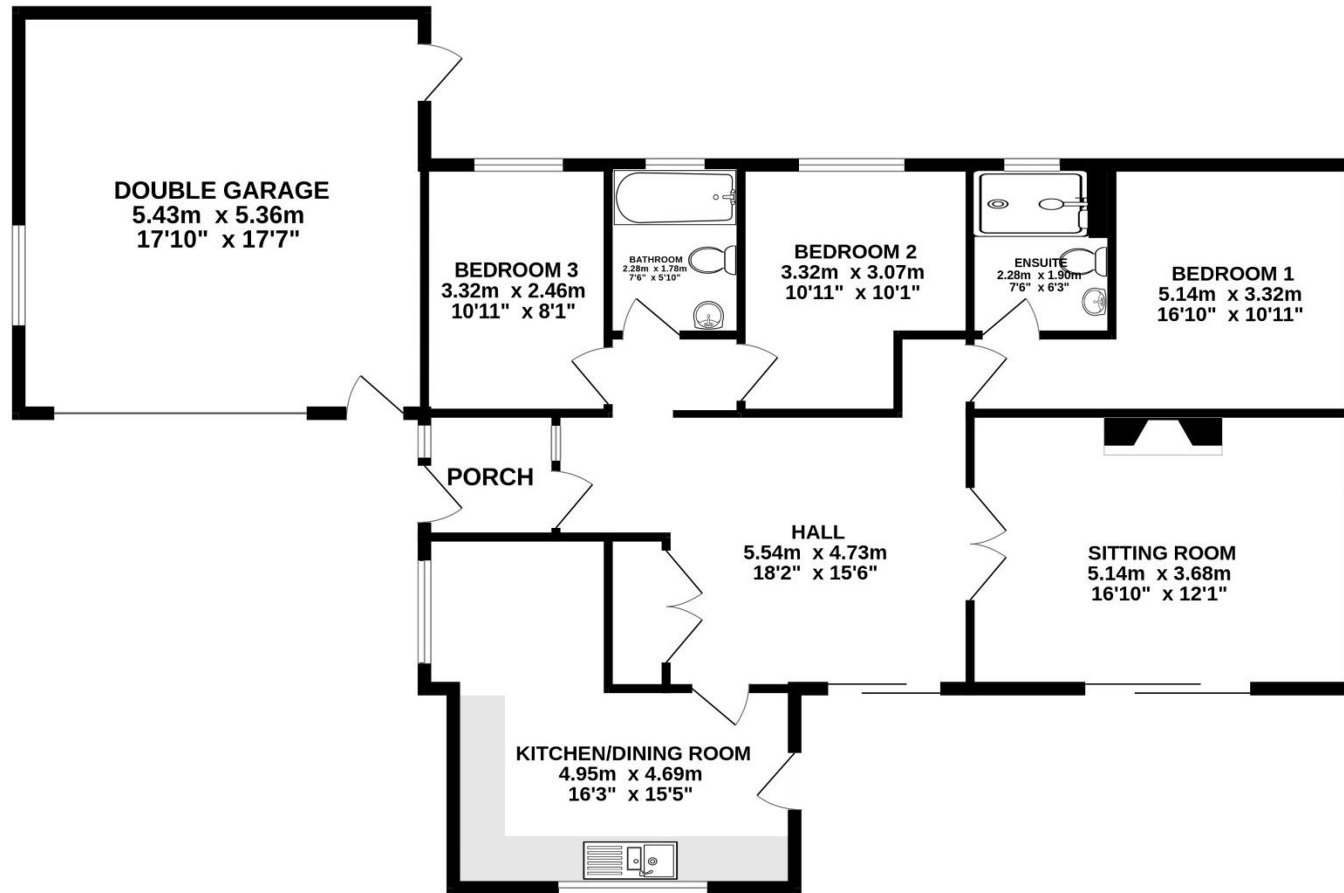 DOUBLE GARAGE
5.43m x 5.36m
17'10" x 17'7"
BEDROOM 3
3.32m x 2.46m
10'11" x 8'1"
BATHROOM
2.28m x 1.78m
7'6" x 5'10"
BEDROOM 2
3.32m x 3.07m
10'11" x 10'1"
ENSUITE
2.28m x 1.90m
7'6" x 6'3"
BEDROOM 1
5.14m x 3.32m
16'10" x 10'11"
PORCH
HALL
5.54m x 4.73m
18'2" x 15'6"
SITTING ROOM
5.14m x 3.68m
16'10" x 12'1"
KITCHEN/DINING ROOM
4.95m x 4.69m
16'3" x 15'5"